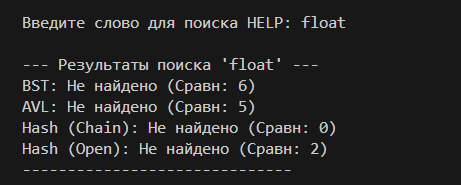 Введите слово для поиска HELP: float
--- Результаты поиска 'float' ---
BST: Не найдено (Сравн: 6)
AVL: Не найдено (Сравн: 5)
Hash (Chain): Не найдено (Сравн: 0)
Hash (Open): Не найдено (Сравн: 2)
------------------------------